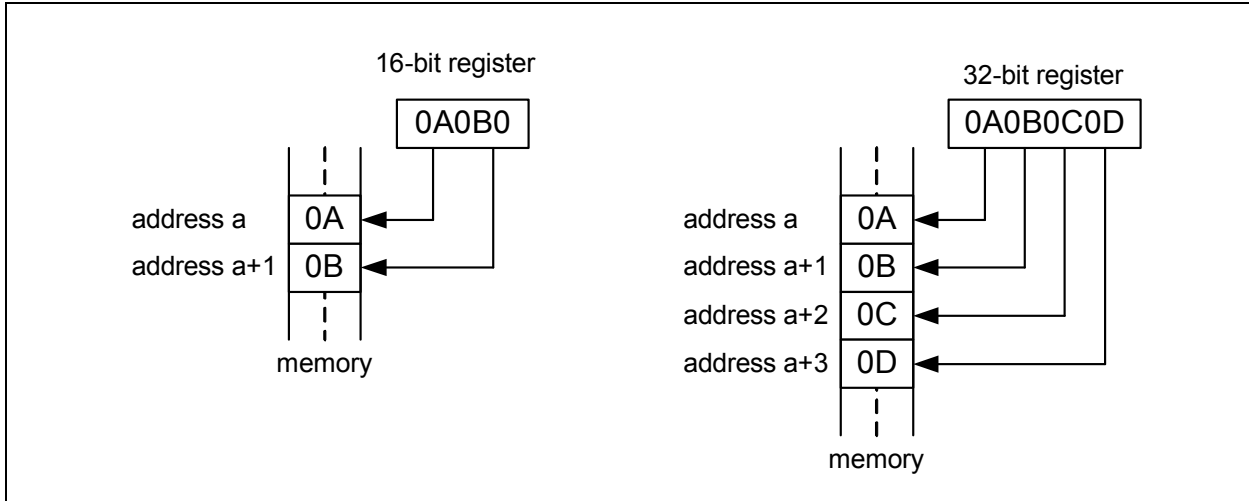 16-bit register
0A0B0
address a
0A
address a+1
0B
memory
32-bit register
0A0B0C0D
address a
0A
address a+1
0B
address a+2
0C
address a+3
0D
memory